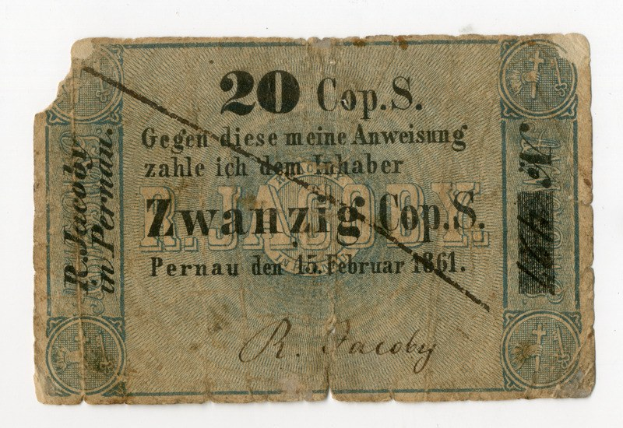 20 Cop.S.
Gegen diese meine Anweisung
zahle ich dem Inhaber
R. JACOBY.
Zwanzig Cop.S.
Pernau den 15. Februar 1861.
R. Jacoby
R. Jacoby
in Pernau.
№